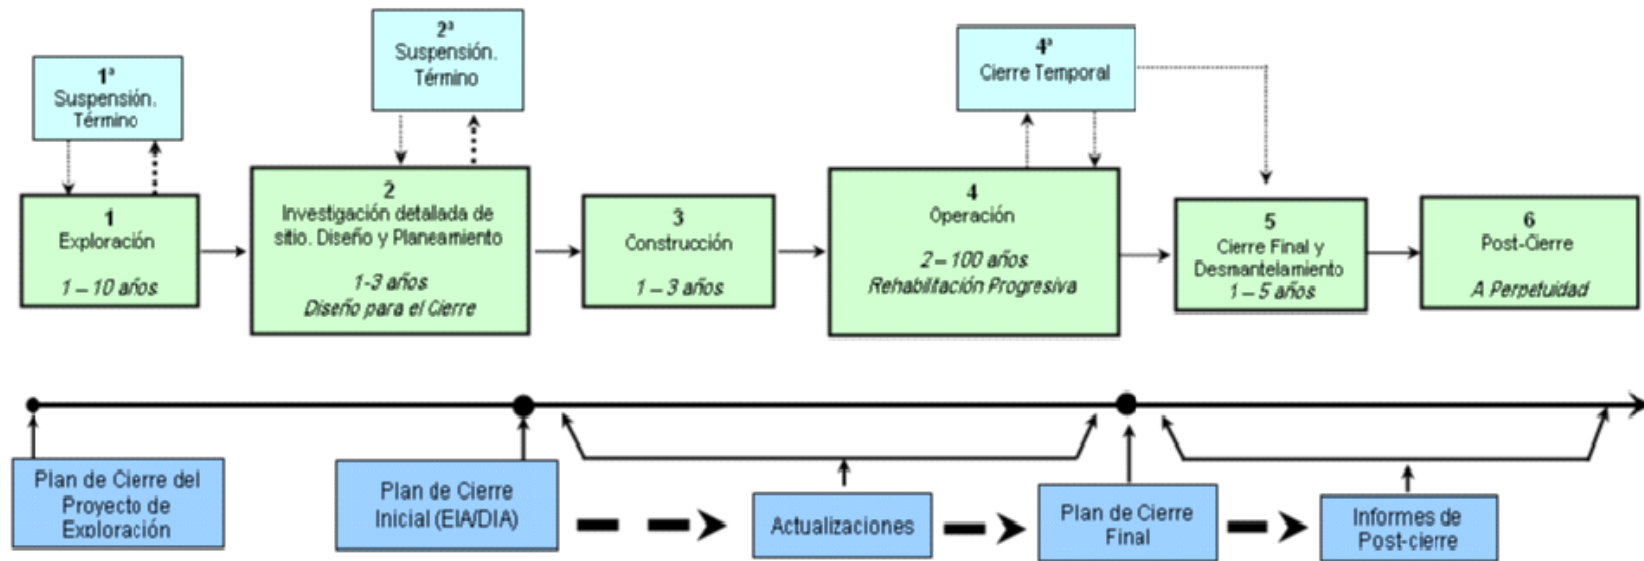 1ª
Suspensión.
Término
2ª
Suspensión.
Término
4ª
Cierre Temporal
1
Exploración
1 – 10 años
2
Investigación detallada de
sitio. Diseño y Planeamiento
1-3 años
Diseño para el Cierre
3
Construcción
1 – 3 años
4
Operación
2 – 100 años
Rehabilitación Progresiva
5
Cierre Final y
Desmantelamiento
1 – 5 años
6
Post-Cierre
A Perpetuidad
Plan de Cierre del
Proyecto de
Exploración
Plan de Cierre
Inicial (EIA/DIA)
Actualizaciones
Plan de Cierre
Final
Informes de
Post-cierre